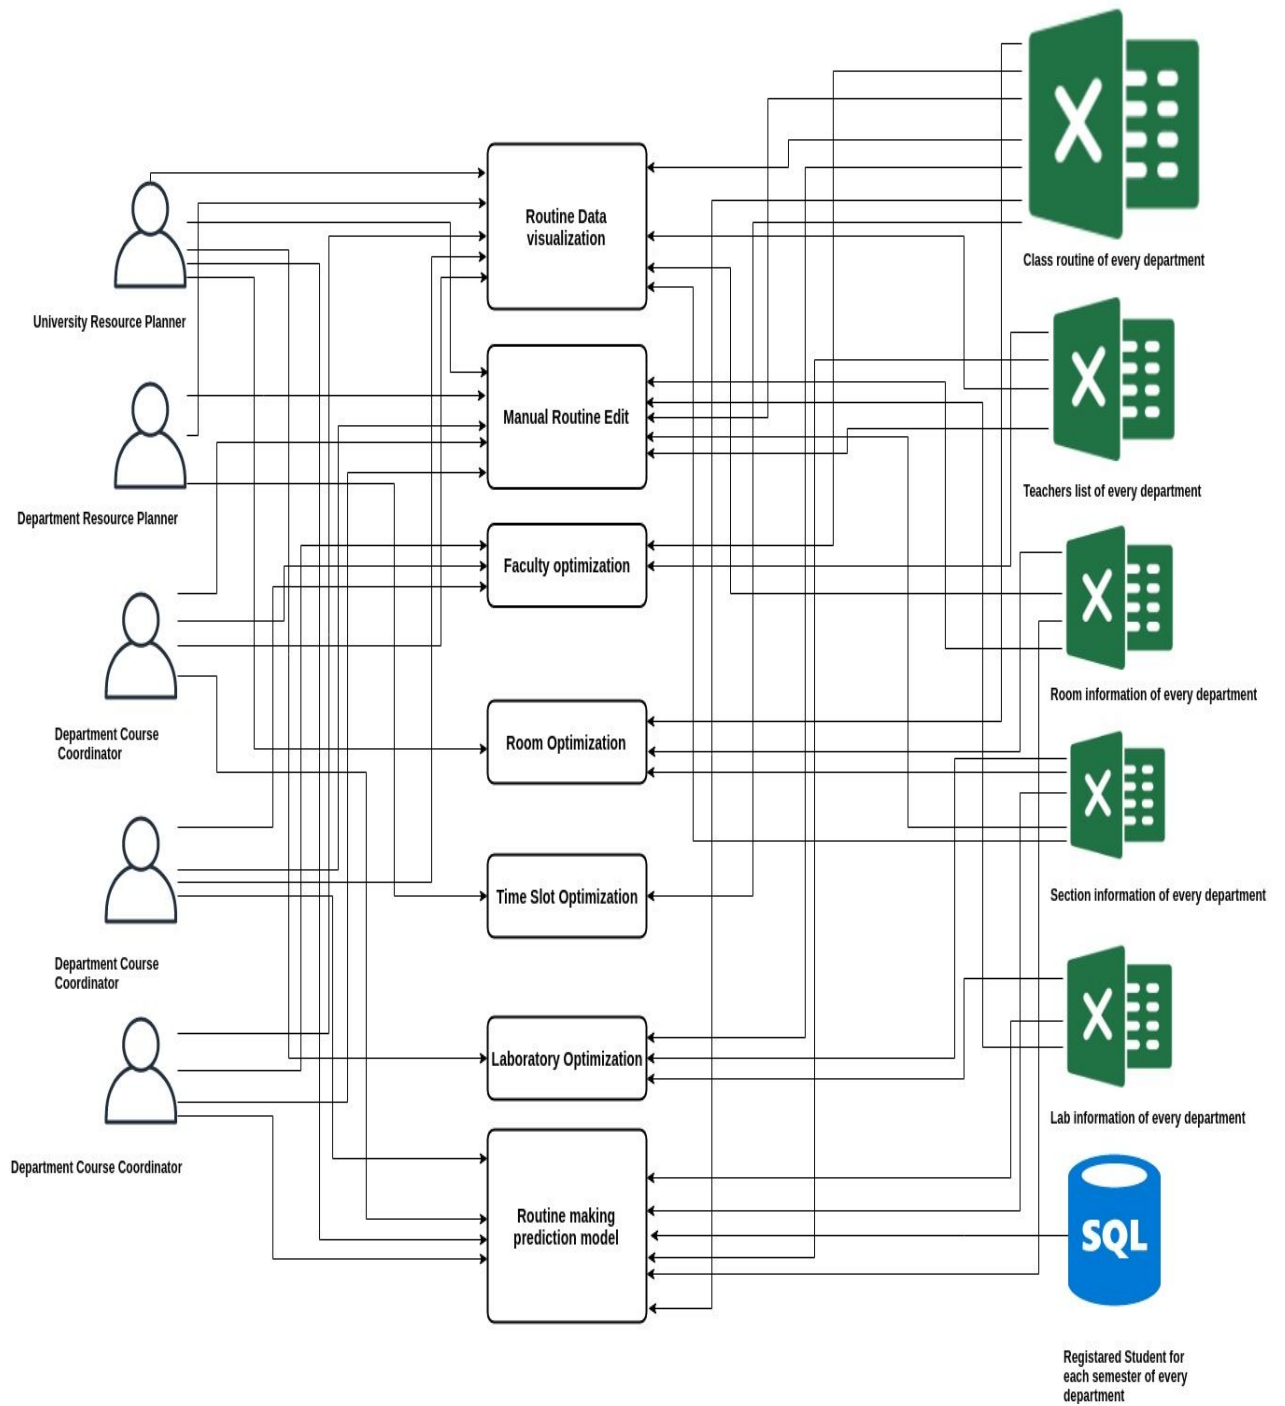 University Resource Planner
Department Resource Planner
Department Course
Coordinator
Department Course
Coordinator
Department Course Coordinator
Routine Data
visualization
Manual Routine Edit
Faculty optimization
Room Optimization
Time Slot Optimization
Laboratory Optimization
Routine making
prediction model
X
Class routine of every department
X
Teachers list of every department
X
Room information of every department
X
Section information of every department
X
Lab information of every department
SQL
Registared Student for
each semester of every
department